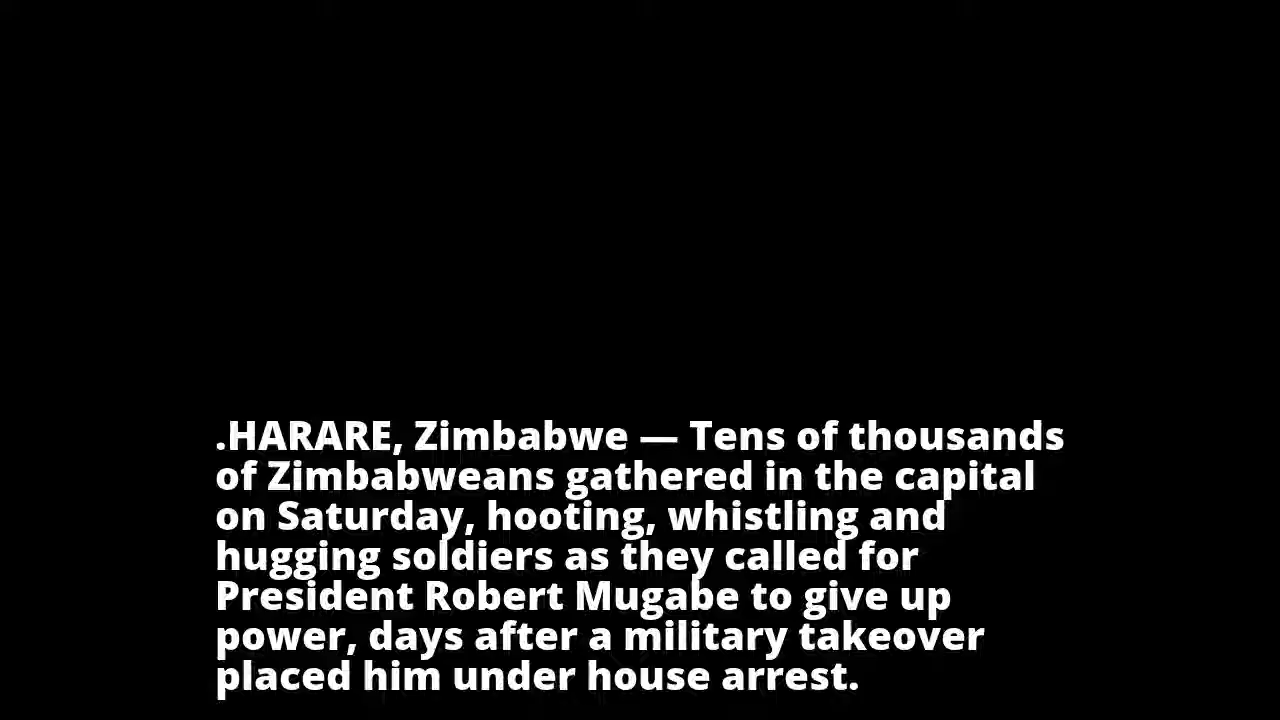 .HARARE, Zimbabwe — Tens of thousands
of Zimbabweans gathered in the capital
on Saturday, hooting, whistling and
hugging soldiers as they called for
President Robert Mugabe to give up
power, days after a military takeover
placed him under house arrest.